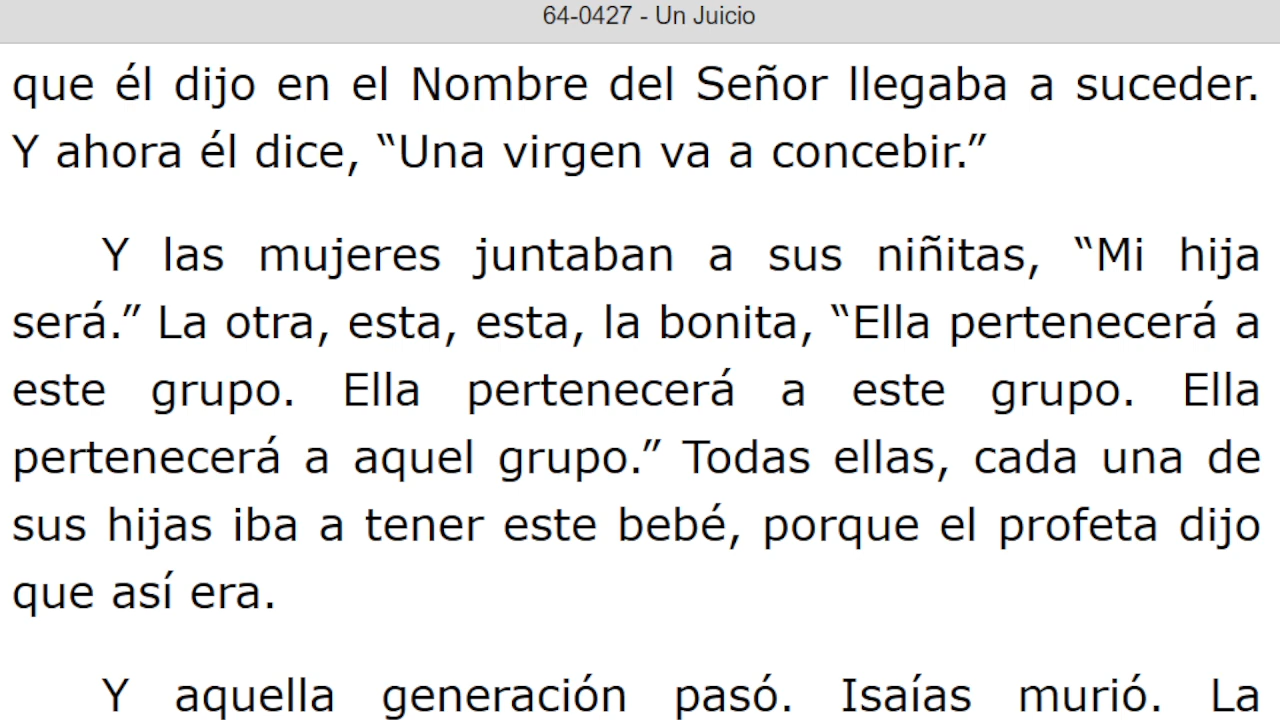 64-0427 - Un Juicio
que él dijo en el Nombre del Señor llegaba a suceder.
Y ahora él dice, “Una virgen va a concebir.”
Y las mujeres juntaban a sus niñitas, “Mi hija
será.” La otra, esta, esta, la bonita, “Ella pertenecerá a
este grupo. Ella pertenecerá a este grupo. Ella
pertenecerá a aquel grupo.” Todas ellas, cada una de
sus hijas iba a tener este bebé, porque el profeta dijo
que así era.
Y aquella generación pasó. Isaías murió. La